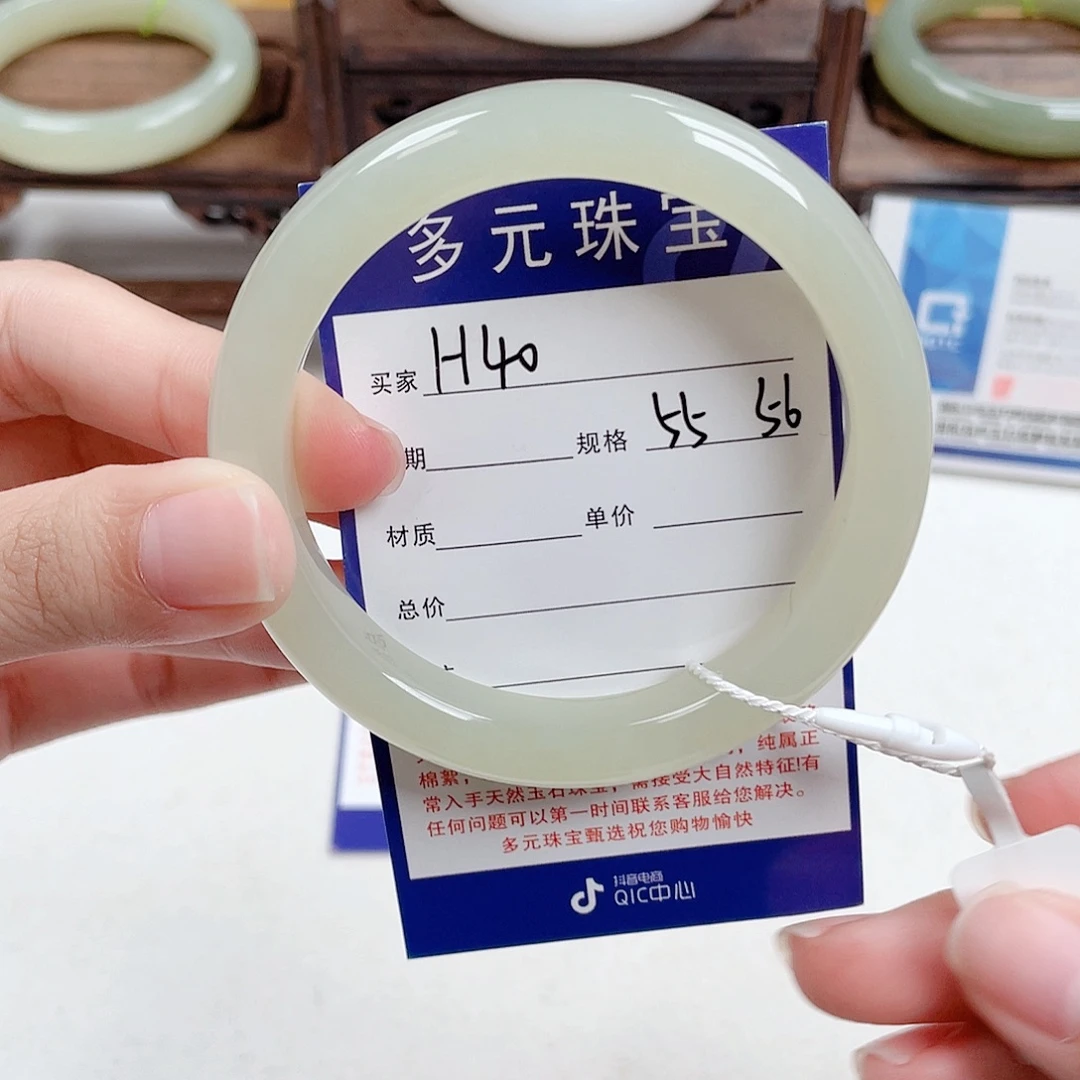 多元珠宝
买家 H40
期 规格 55 56
材质 单价
总价
纯属正
棉絮，
常入手天然玉石珠宝，需接受大自然特征!有
任何问题可以第一时间联系客服给您解决。
多元珠宝甄选祝您购物愉快
抖音电商
QIC中心